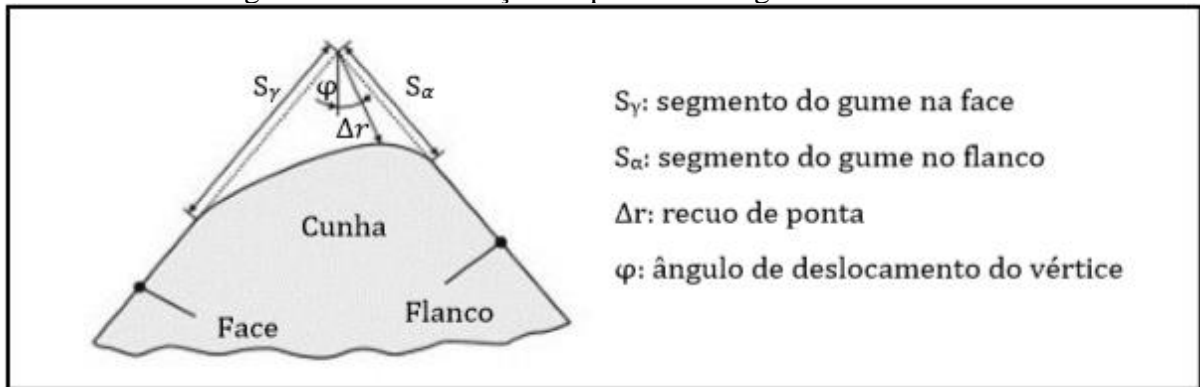 Sγ
φ
Sα
Δr
Cunha
Face
Flanco
Sγ: segmento do gume na face
Sα: segmento do gume no flanco
Δr: recuo de ponta
φ: ângulo de deslocamento do vértice